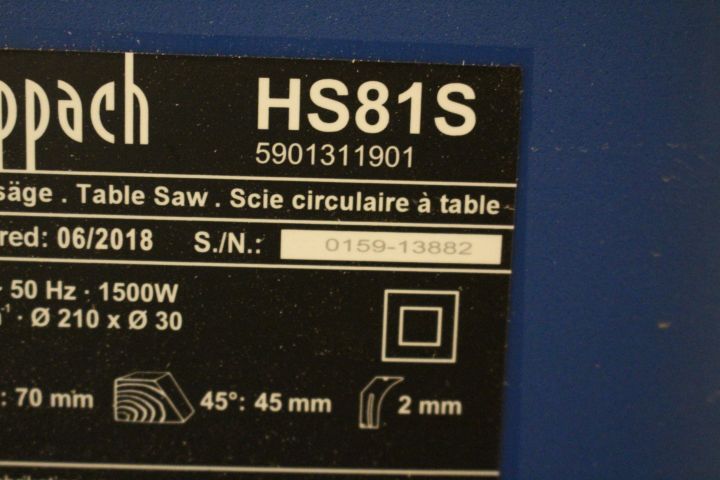 ppach HS81S
5901311901
säge . Table Saw . Scie circulaire à table
red: 06/2018 S./N.: 0159-13882
50 Hz · 1500W
· Ø 210 x Ø 30
: 70 mm 45°: 45 mm 2 mm